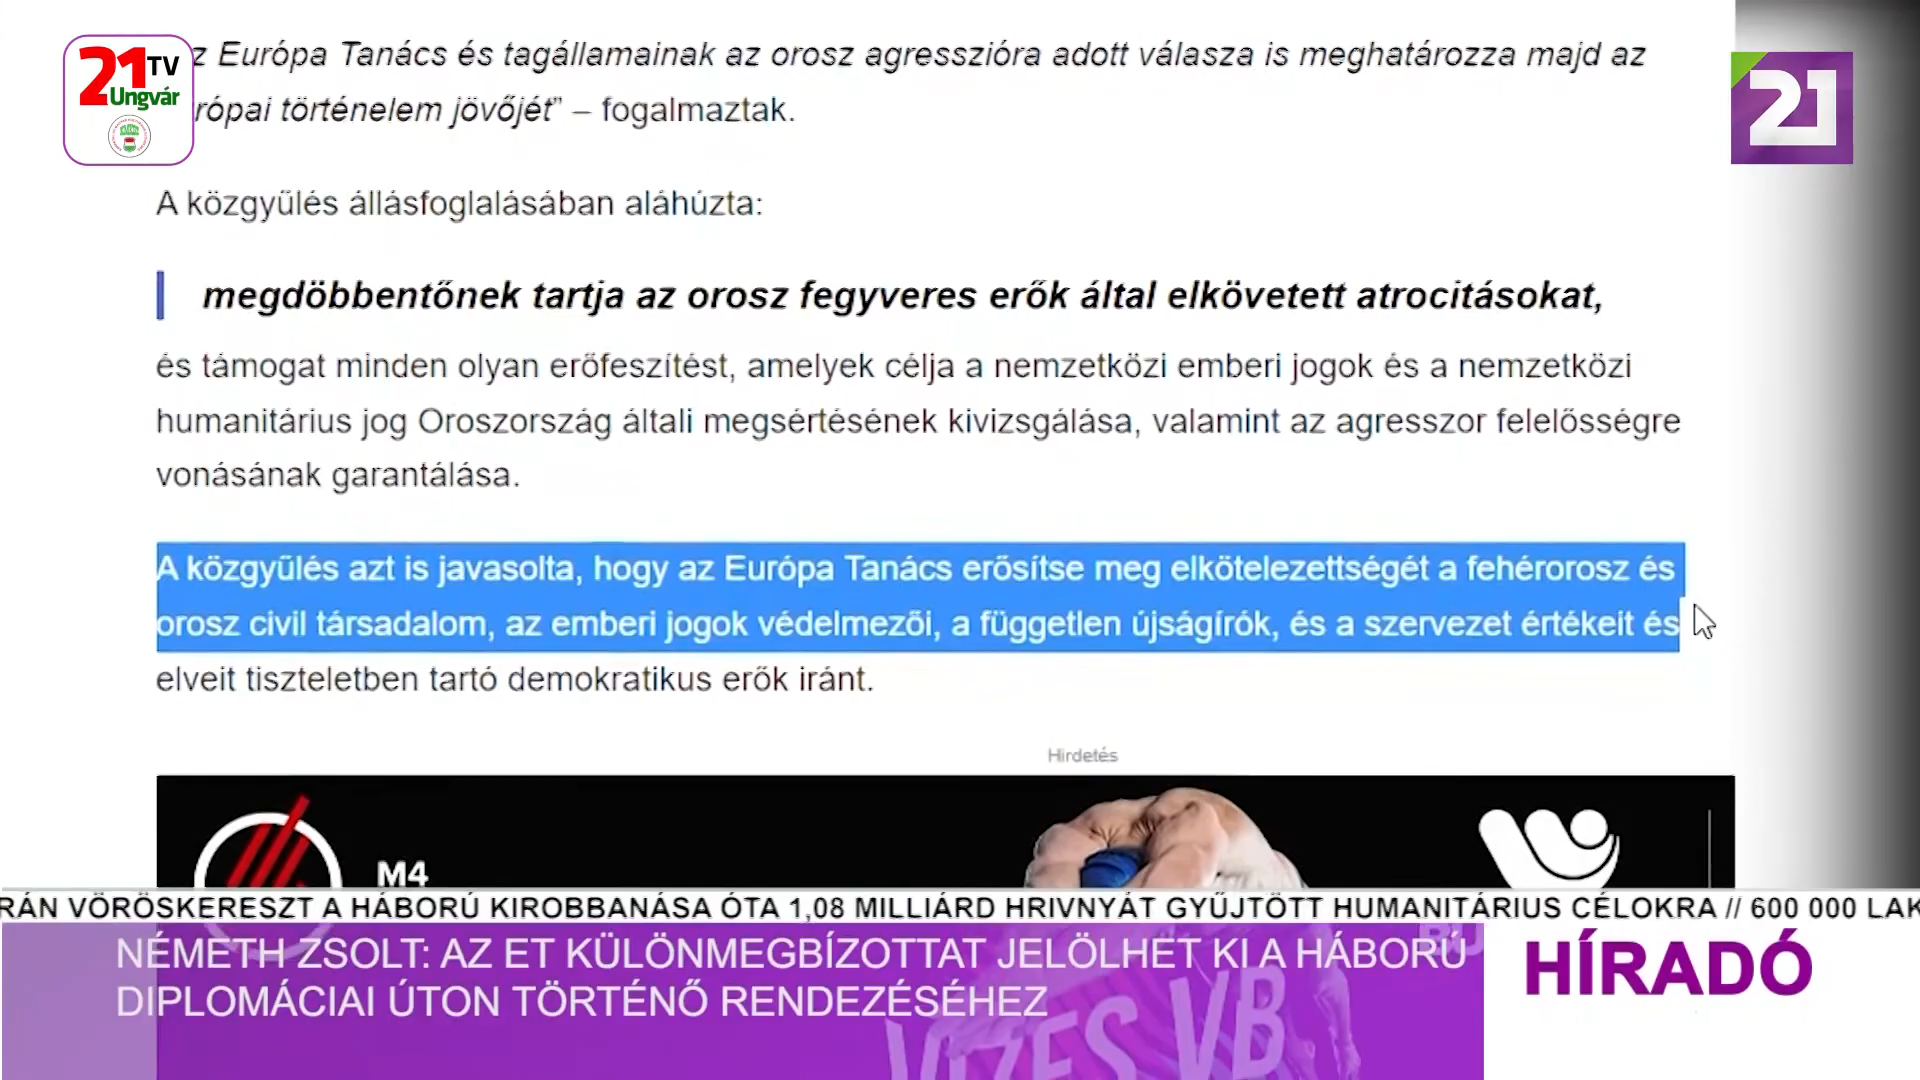 21 TV
Ungvár
z Európa Tanács és tagállamainak az orosz agresszióra adott válasza is meghatározza majd az
rópai történelem jövőjét” – fogalmaztak.
21
A közgyűlés állásfoglalásában aláhúzta:
megdöbbentőnek tartja az orosz fegyveres erők által elkövetett atrocitásokat,
és támogat minden olyan erőfeszítést, amelyek célja a nemzetközi emberi jogok és a nemzetközi
humanitárius jog Oroszország általi megsértésének kivizsgálása, valamint az agresszor felelősségre
vonásának garantálása.
A közgyűlés azt is javasolta, hogy az Európa Tanács erősítse meg elkötelezettségét a fehérorosz és
orosz civil társadalom, az emberi jogok védelmezői, a független újságírók, és a szervezet értékeit és
elveit tiszteletben tartó demokratikus erők iránt.
Hirdetés
M4
RÁN VÖRÖSKERESZT A HÁBORÚ KIROBBANÁSA ÓTA 1,08 MILLIÁRD HRIVNYÁT GYŰJTÖTT HUMANITÁRIUS CÉLOKRA // 600 000 LAK
NÉMETH ZSOLT: AZ ET KÜLÖNMEGBÍZOTTAT JELÖLHET KI A HÁBORÚ
DIPLOMÁCIAI ÚTON TÖRTÉNŐ RENDEZÉSÉHEZ
HÍRADÓ
VIZES VB